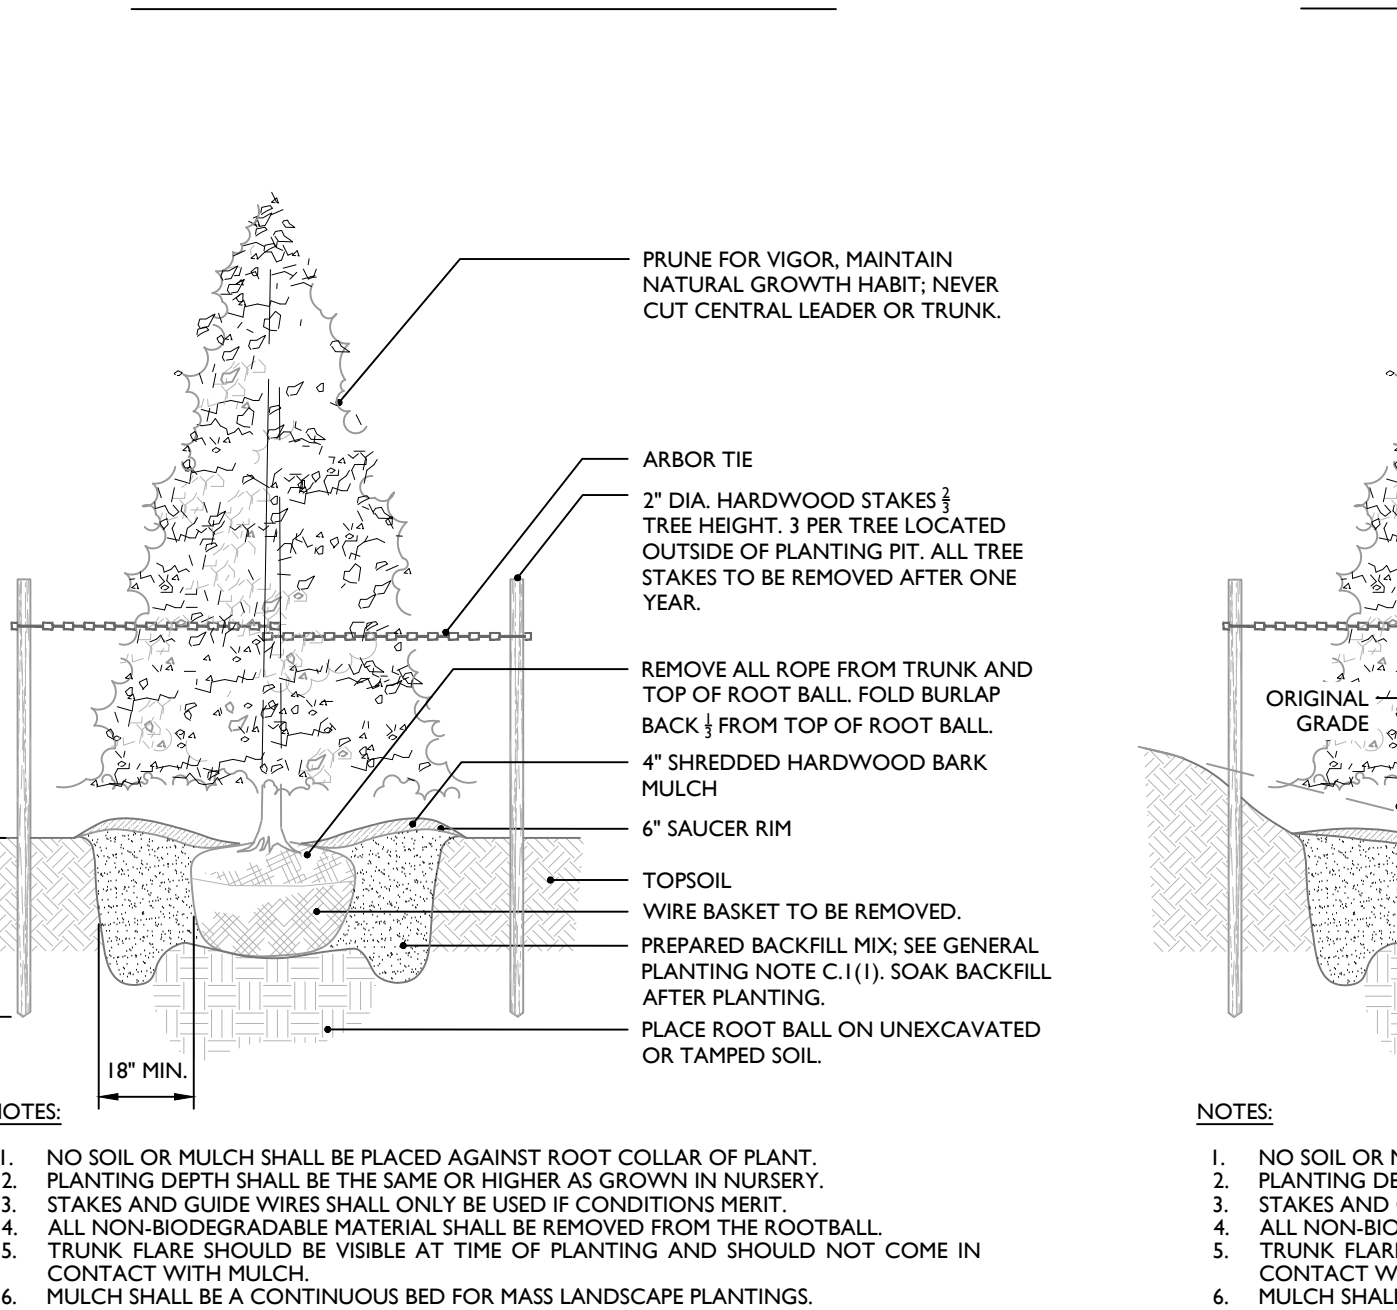 PRUNE FOR VIGOR, MAINTAIN
NATURAL GROWTH HABIT; NEVER
CUT CENTRAL LEADER OR TRUNK.
ARBOR TIE
2" DIA. HARDWOOD STAKES 2/3
TREE HEIGHT. 3 PER TREE LOCATED
OUTSIDE OF PLANTING PIT. ALL TREE
STAKES TO BE REMOVED AFTER ONE
YEAR.
REMOVE ALL ROPE FROM TRUNK AND
TOP OF ROOT BALL. FOLD BURLAP
BACK 1/3 FROM TOP OF ROOT BALL.
4" SHREDDED HARDWOOD BARK
MULCH
6" SAUCER RIM
TOPSOIL
WIRE BASKET TO BE REMOVED.
PREPARED BACKFILL MIX; SEE GENERAL
PLANTING NOTE C.1(1). SOAK BACKFILL
AFTER PLANTING.
PLACE ROOT BALL ON UNEXCAVATED
OR TAMPED SOIL.
18" MIN.
NOTES:
1. NO SOIL OR MULCH SHALL BE PLACED AGAINST ROOT COLLAR OF PLANT.
2. PLANTING DEPTH SHALL BE THE SAME OR HIGHER AS GROWN IN NURSERY.
3. STAKES AND GUIDE WIRES SHALL ONLY BE USED IF CONDITIONS MERIT.
4. ALL NON-BIODEGRADABLE MATERIAL SHALL BE REMOVED FROM THE ROOTBALL.
5. TRUNK FLARE SHOULD BE VISIBLE AT TIME OF PLANTING AND SHOULD NOT COME IN
CONTACT WITH MULCH.
6. MULCH SHALL BE A CONTINUOUS BED FOR MASS LANDSCAPE PLANTINGS.
ORIGINAL
GRADE
NOTES:
1. NO SOIL OR
2. PLANTING
3. STAKES AND
4. ALL
5. TRUNK
CONTACT
6. MULCH